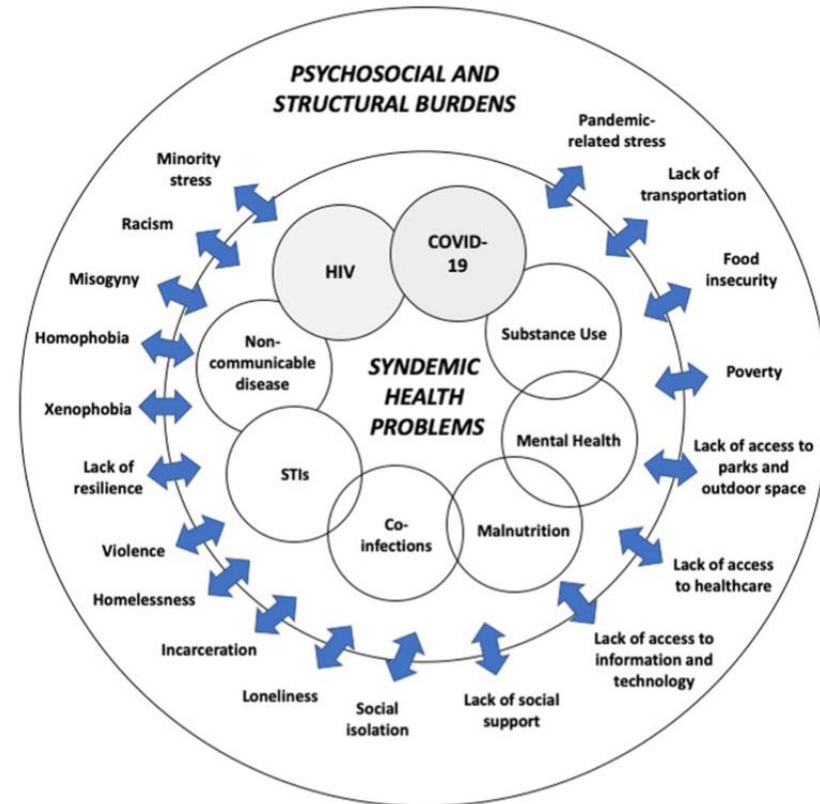 PSYCHOSOCIAL AND
STRUCTURAL BURDENS
Pandemic-
related stress
Lack of
transportation
Food
insecurity
Poverty
Lack of access to
parks and
outdoor space
Lack of access
to healthcare
Lack of access to
information and
technology
Lack of social
support
Social
isolation
Loneliness
Incarceration
Homelessness
Violence
Lack of
resilience
Xenophobia
Homophobia
Misogyny
Racism
Minority
stress
SYNDEMIC
HEALTH
PROBLEMS
HIV
COVID-
19
Substance Use
Mental Health
Malnutrition
Co-
infections
STIs
Non-
communicable
disease